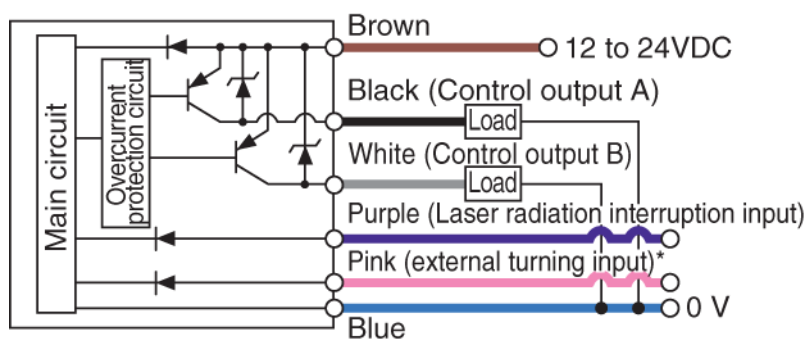 Brown
12 to 24VDC
Black (Control output A)
Load
White (Control output B)
Load
Purple (Laser radiation interruption input)
Pink (external turning input)*
0 V
Blue
Main circuit
Overcurrent
protection circuit